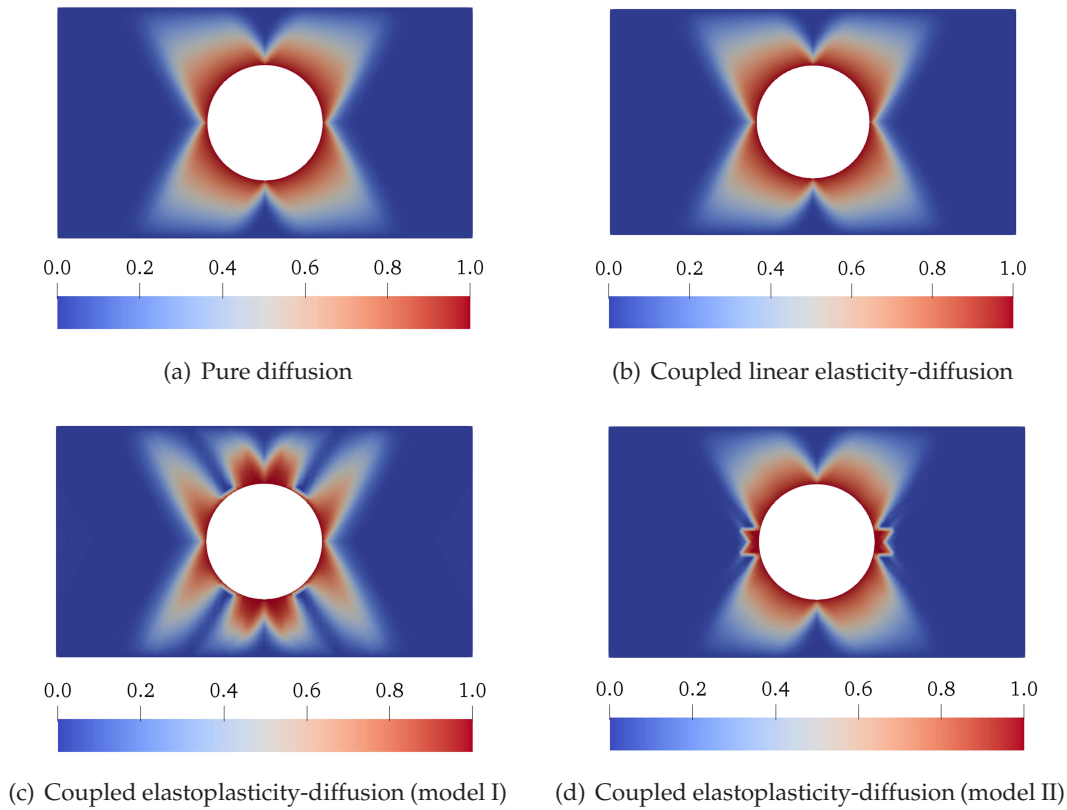 0.0 0.2 0.4 0.6 0.8 1.0
(a) Pure diffusion
0.0 0.2 0.4 0.6 0.8 1.0
(b) Coupled linear elasticity-diffusion
0.0 0.2 0.4 0.6 0.8 1.0
(c) Coupled elastoplasticity-diffusion (model I)
0.0 0.2 0.4 0.6 0.8 1.0
(d) Coupled elastoplasticity-diffusion (model II)